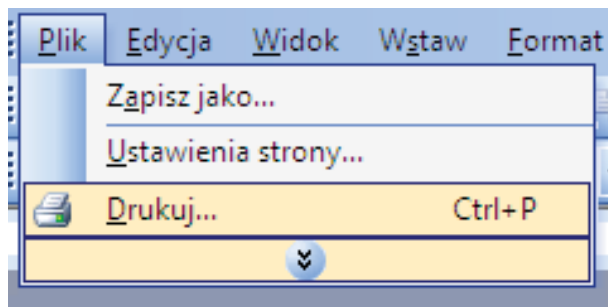 Plik Edycja Widok Wstaw Format
Zapisz jako...
Ustawienia strony...
Drukuj... Ctrl+P